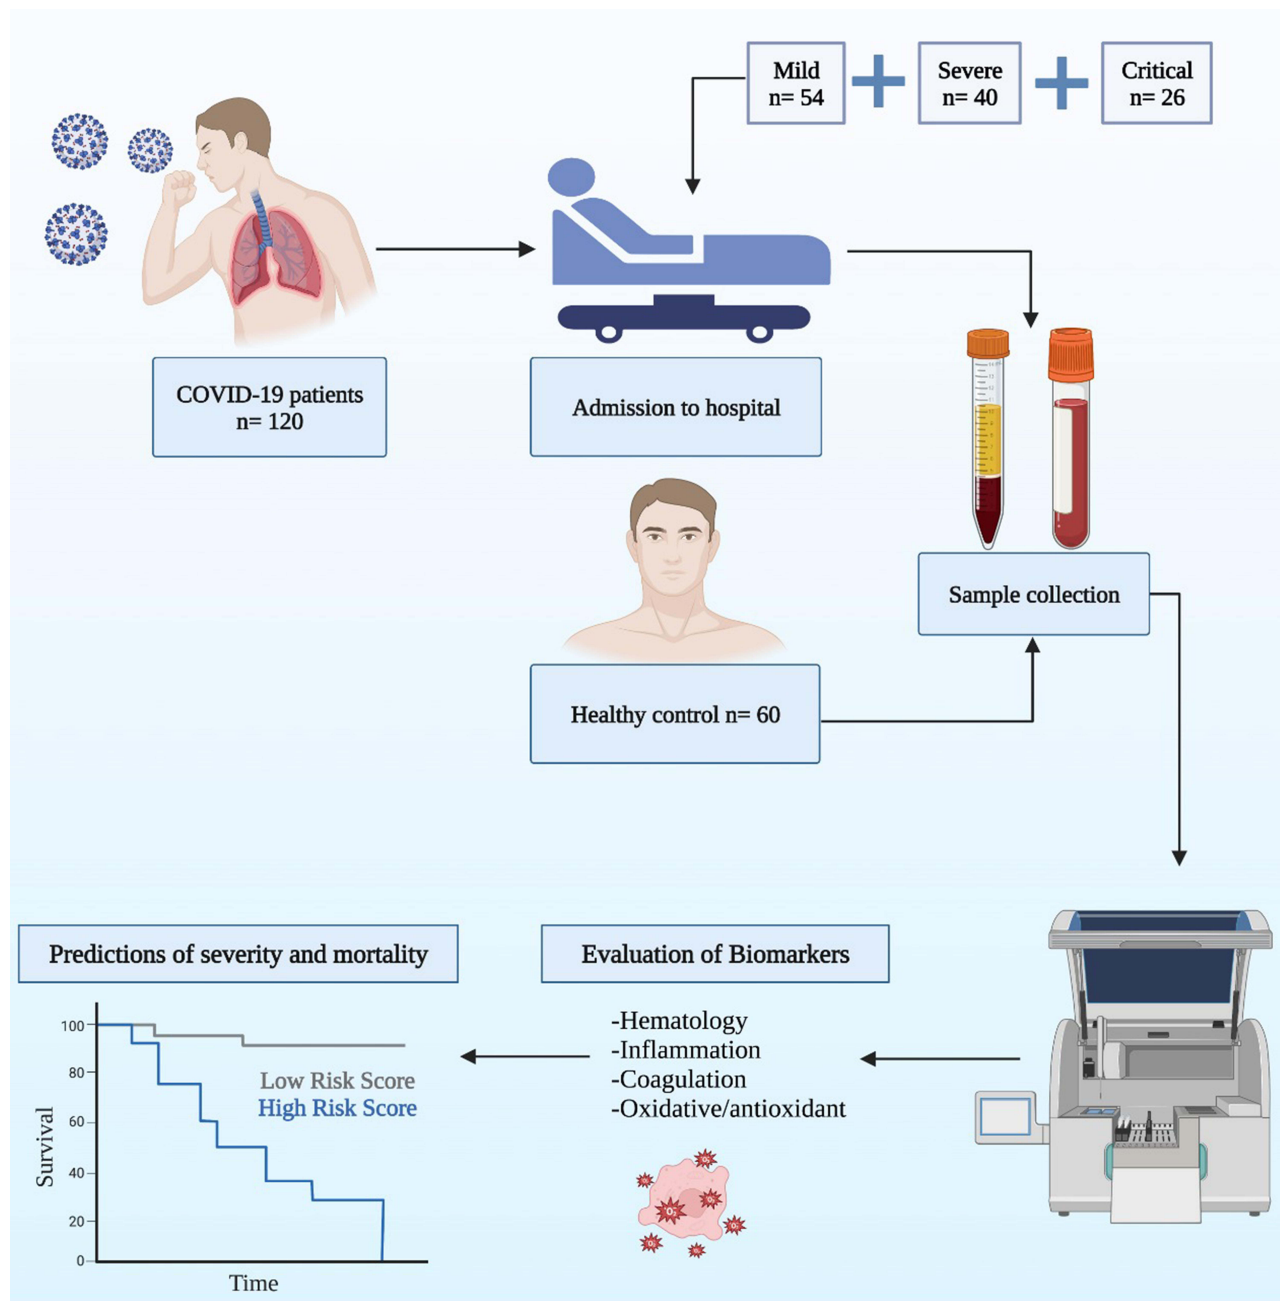 Mild
n= 54
Severe
n= 40
Critical
n= 26
COVID-19 patients
n= 120
Admission to hospital
Sample collection
Healthy control n= 60
Predictions of severity and mortality
Evaluation of Biomarkers
-Hematology
-Inflammation
-Coagulation
-Oxidative/antioxidant
100
80
60
40
20
0
Survival
Low Risk Score
High Risk Score
Time